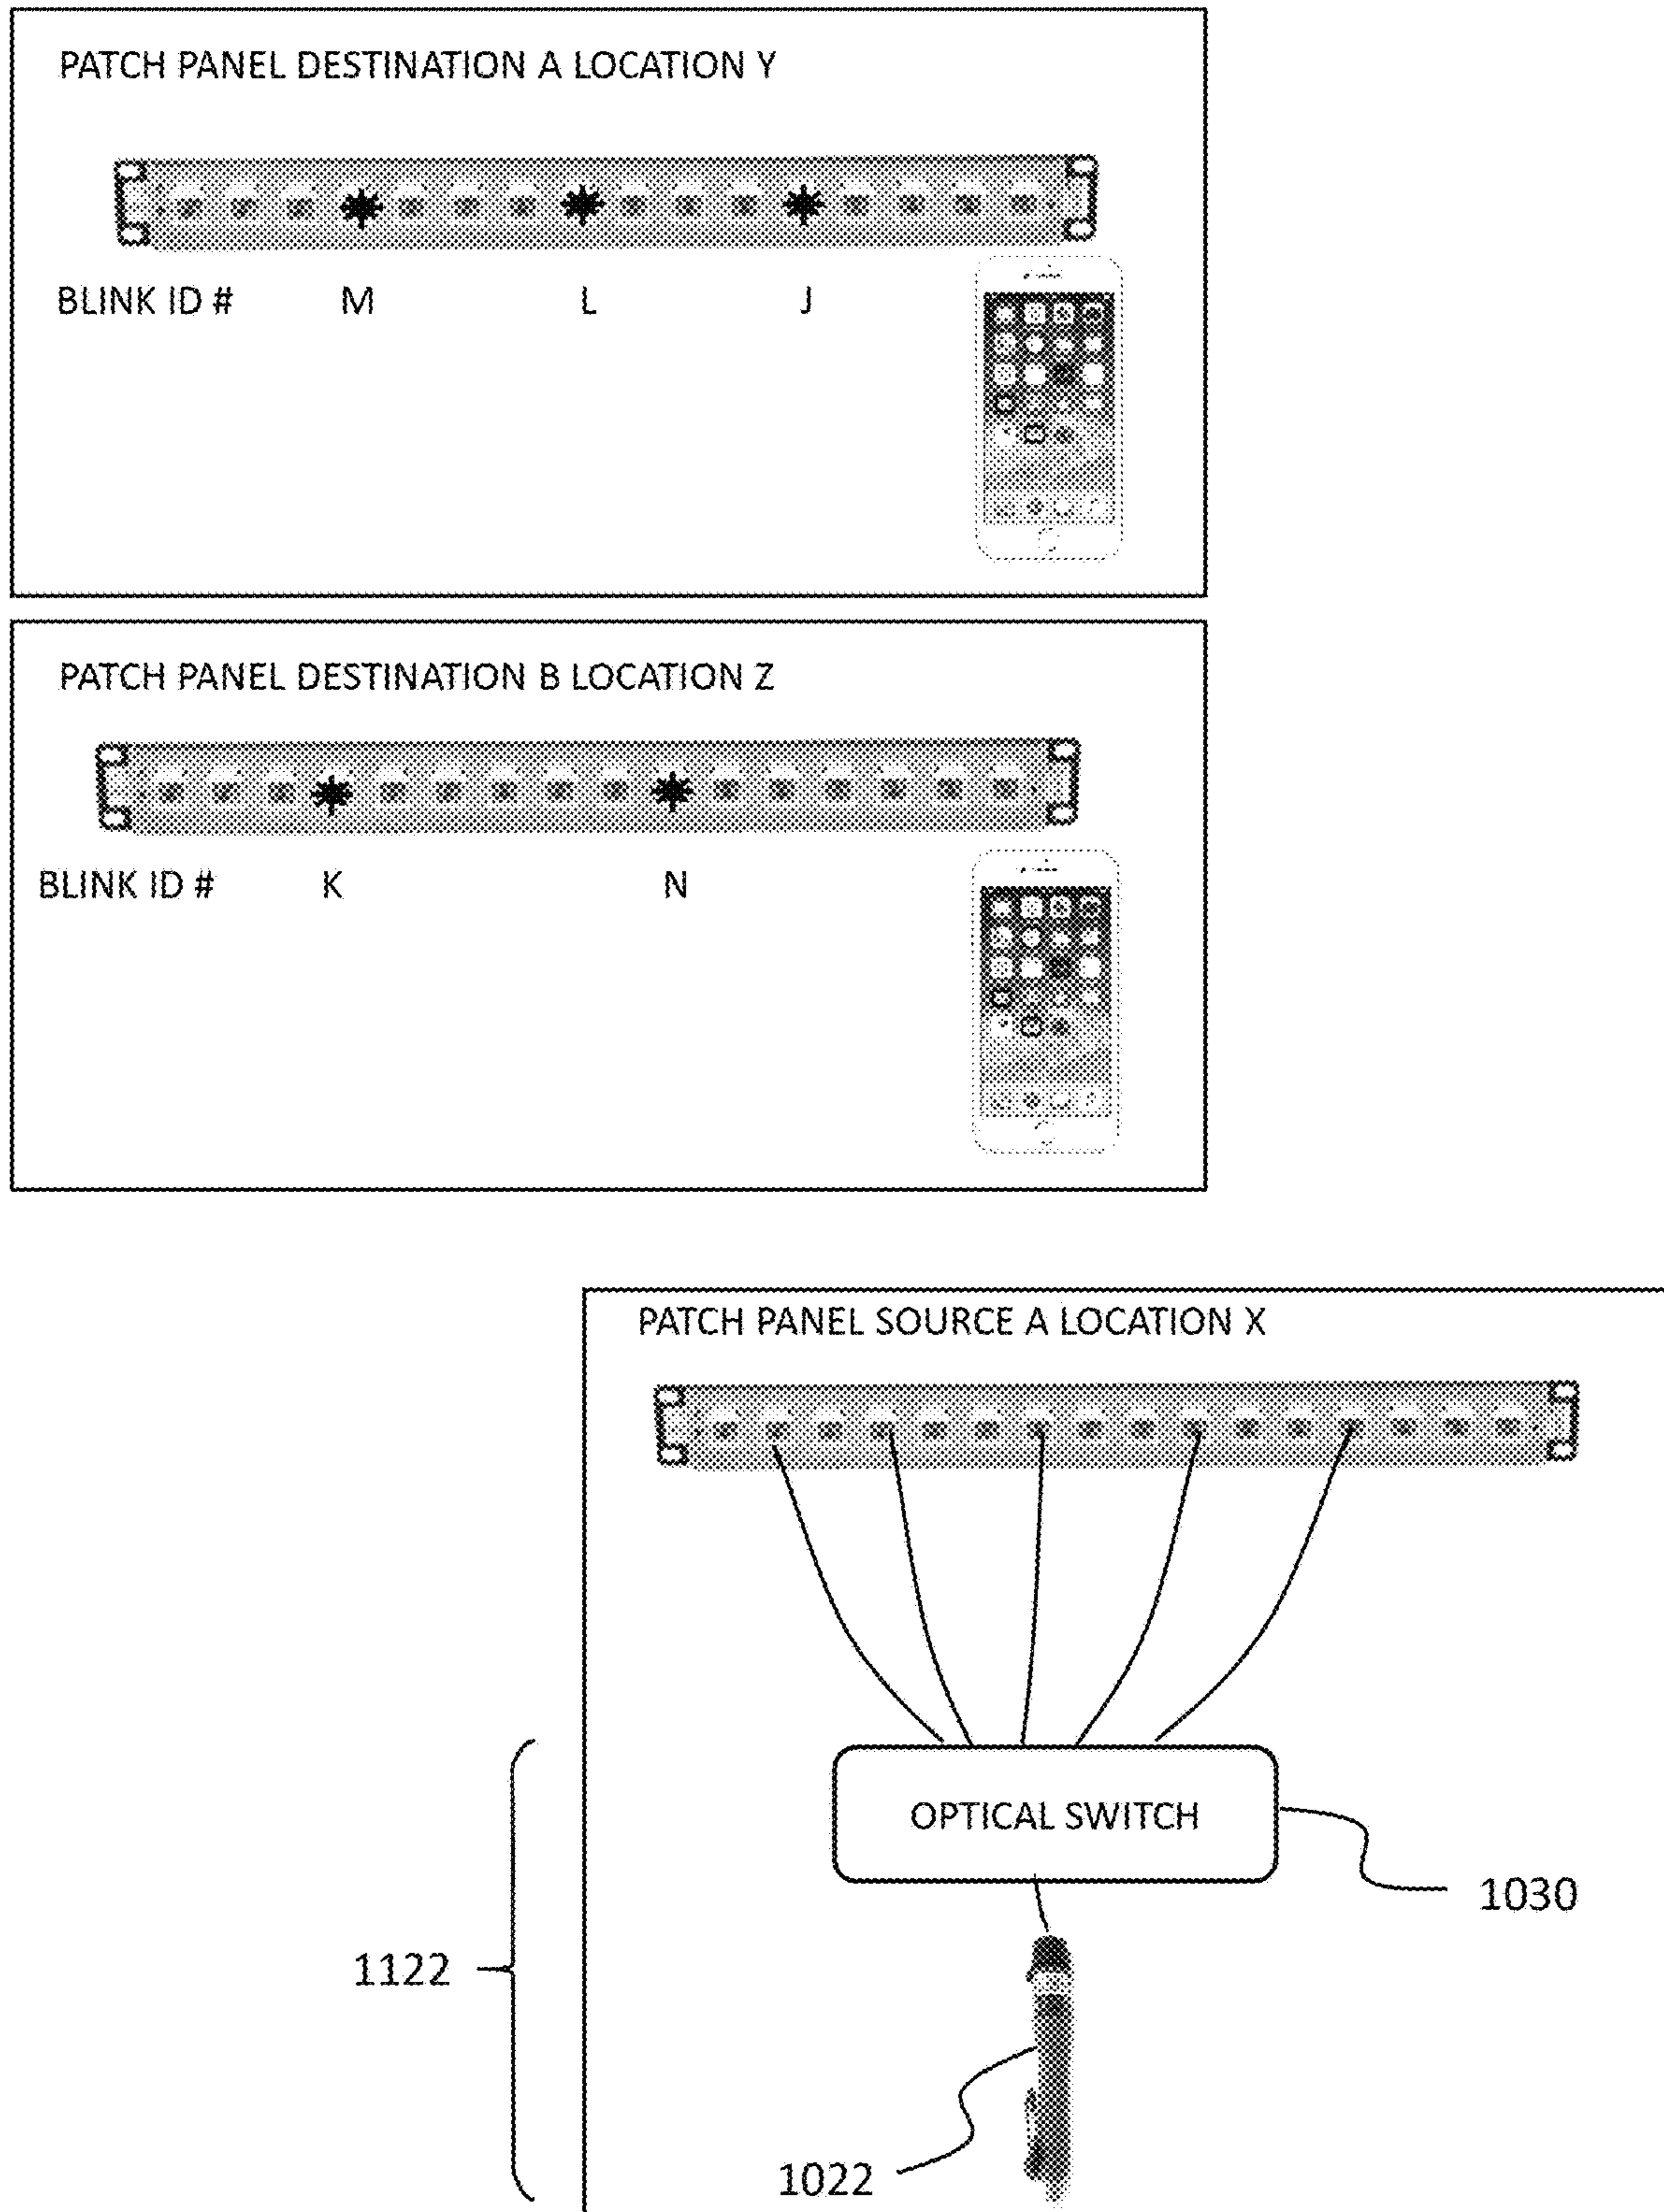 PATCH PANEL DESTINATION A LOCATION Y
BLINK ID # M L J
PATCH PANEL DESTINATION B LOCATION Z
BLINK ID # K N
PATCH PANEL SOURCE A LOCATION X
OPTICAL SWITCH
1030
1122
1022